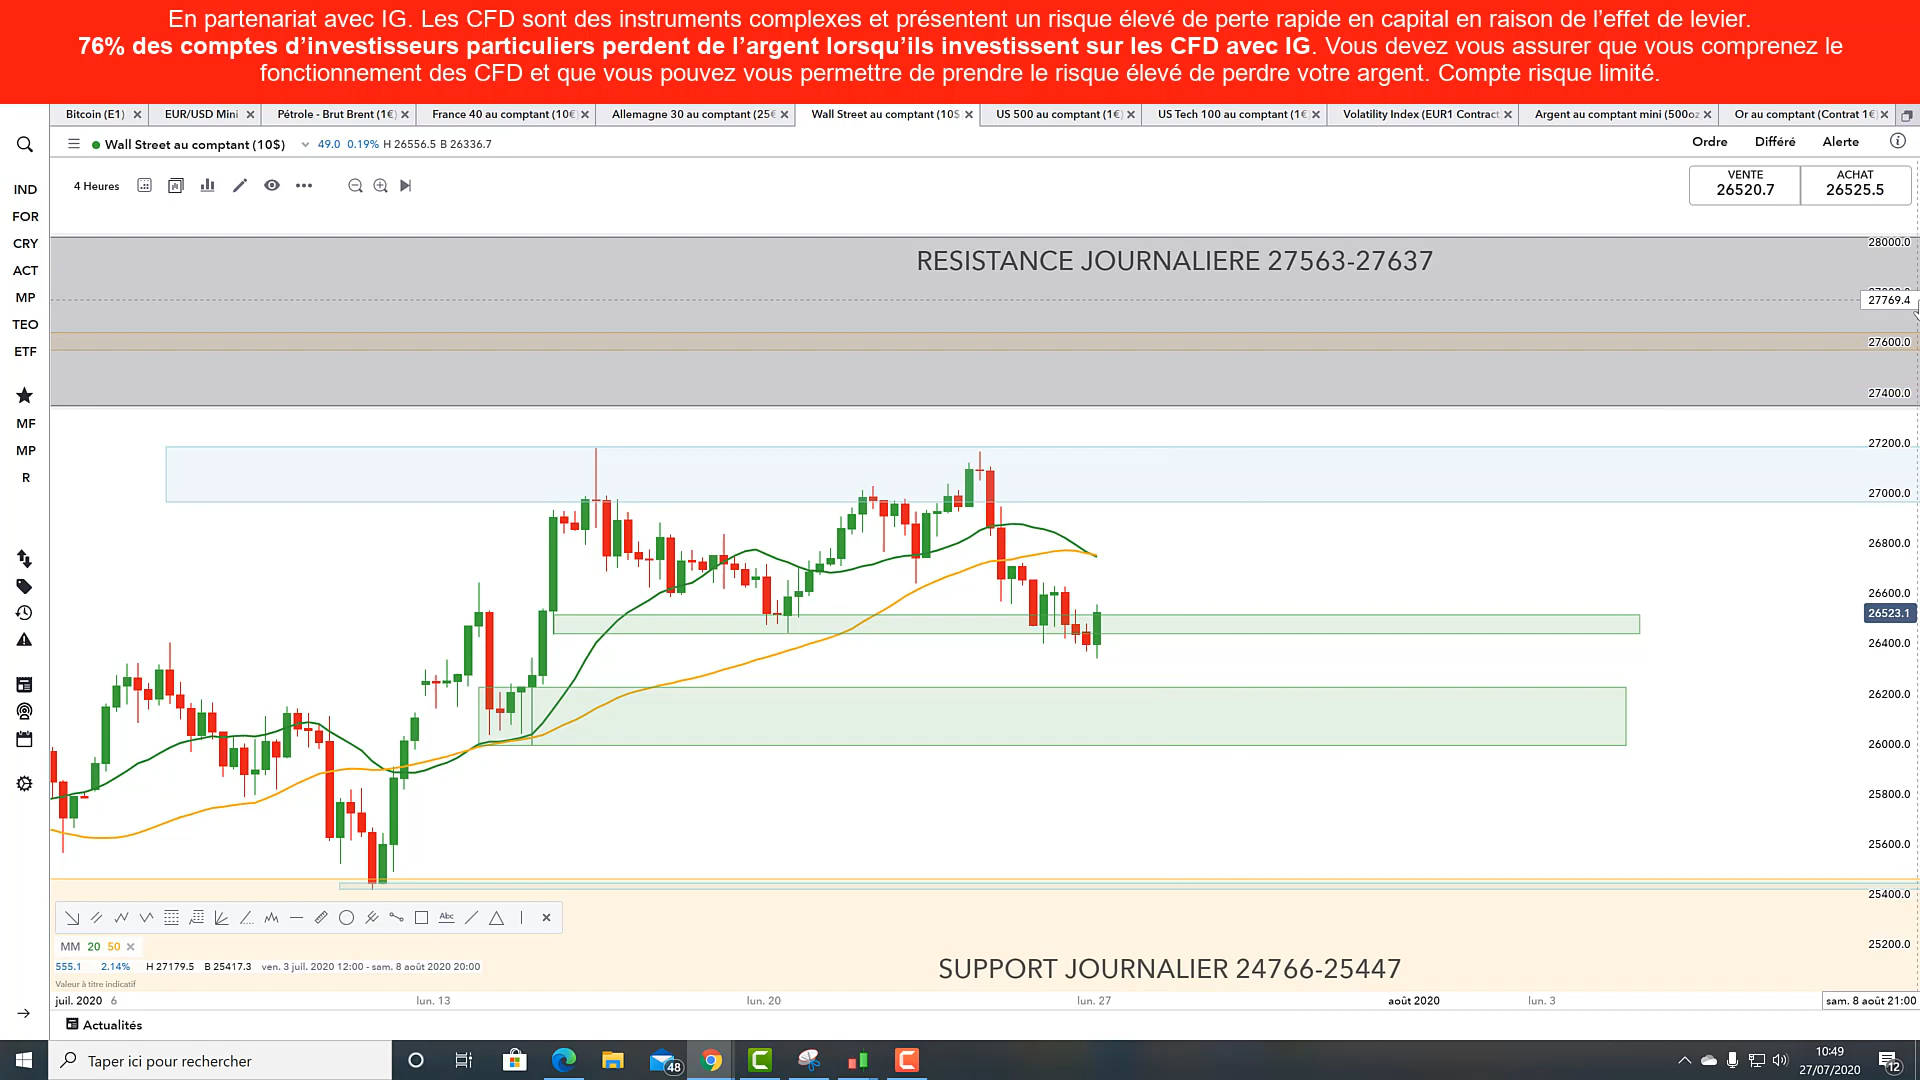 En partenariat avec IG. Les CFD sont des instruments complexes et présentent un risque élevé de perte rapide en capital en raison de l'effet de levier.
76% des comptes d'investisseurs particuliers perdent de l'argent lorsqu'ils investissent sur les CFD avec IG. Vous devez vous assurer que vous comprenez le
fonctionnement des CFD et que vous pouvez vous permettre de prendre le risque élevé de perdre votre argent. Compte risque limité.
Bitcoin (E1) EUR/USD Mini Pétrole - Brut Brent (1€) France 40 au comptant (10€ Allemagne 30 au comptant (25€ Wall Street au comptant (10$ US 500 au comptant (1€) US Tech 100 au comptant (1€ Volatility Index (EUR1 Contract Argent au comptant mini (500oz Or au comptant (Contrat 1€
Wall Street au comptant (10$) 49.0 0.19% H 26556.5 B 26336.7
Ordre Différé Alerte
4 Heures
VENTE
26520.7
ACHAT
26525.5
IND
FOR
CRY
ACT
MP
TEO
ETF
MF
MP
R
RESISTANCE JOURNALIERE 27563-27637
28000.0
27769.4
27600.0
27400.0
27200.0
27000.0
26800.0
26600.0
26523.1
26400.0
26200.0
26000.0
25800.0
25600.0
25400.0
25200.0
Abc
MM 20 50
555.1 2.14% H 27179.5 B 25417.3 ven. 3 juil. 2020 12:00 - sam. 8 août 2020 20:00
Valeur à titre indicatif
SUPPORT JOURNALIER 24766-25447
juil. 2020 6 lun. 13 lun. 20 lun. 27 août 2020 lun. 3 sam. 8 août 21:00
Actualités
Taper ici pour rechercher
48
10:49
27/07/2020
12